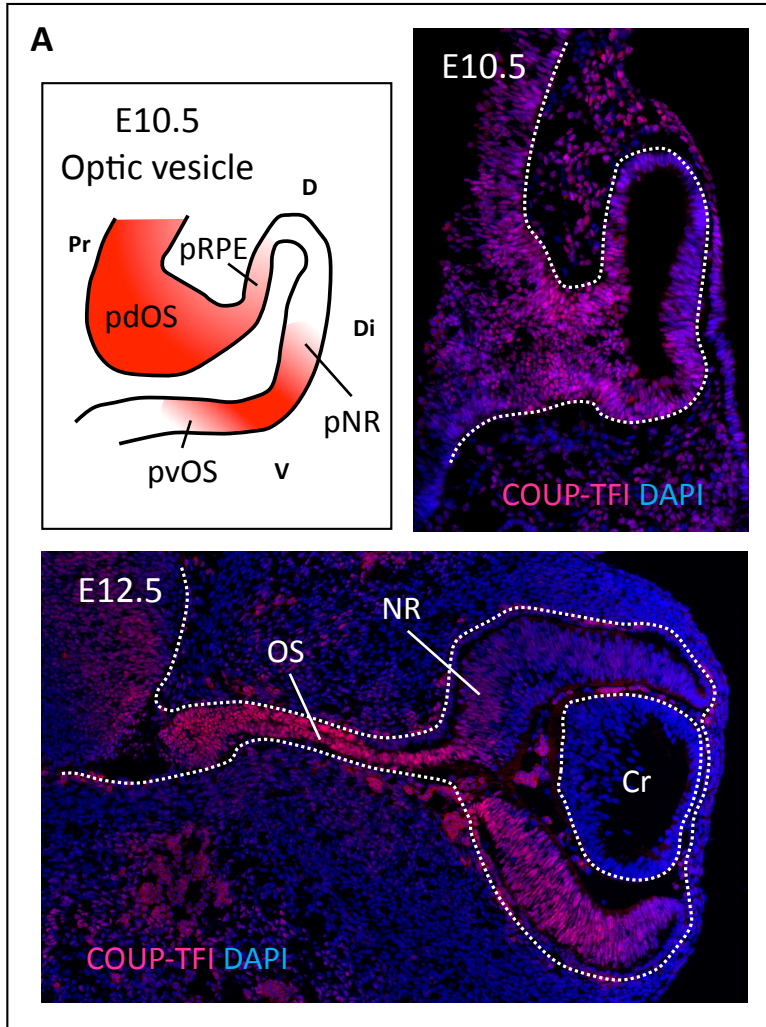 A
E10.5
Optic vesicle
D
Pr
pRPE
pdOS
Di
pNR
pvOS
V
E10.5
COUP-TFI DAPI
E12.5
NR
OS
Cr
COUP-TFI DAPI